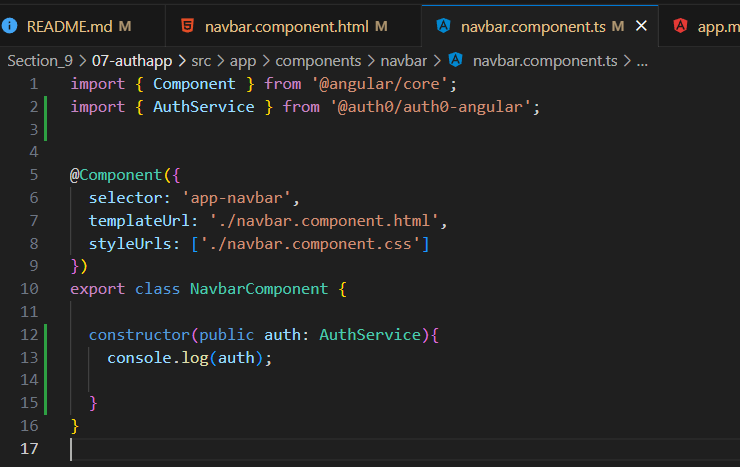 README.md M navbar.component.html M navbar.component.ts M app.m
Section_9 > 07-authapp > src > app > components > navbar > navbar.component.ts > ...
1 import { Component } from '@angular/core';
2 import { AuthService } from '@auth0/auth0-angular';
3
4
5 @Component({
6   selector: 'app-navbar',
7   templateUrl: './navbar.component.html',
8   styleUrls: ['./navbar.component.css']
9 })
10 export class NavbarComponent {
11
12   constructor(public auth: AuthService){
13     console.log(auth);
14
15   }
16 }
17